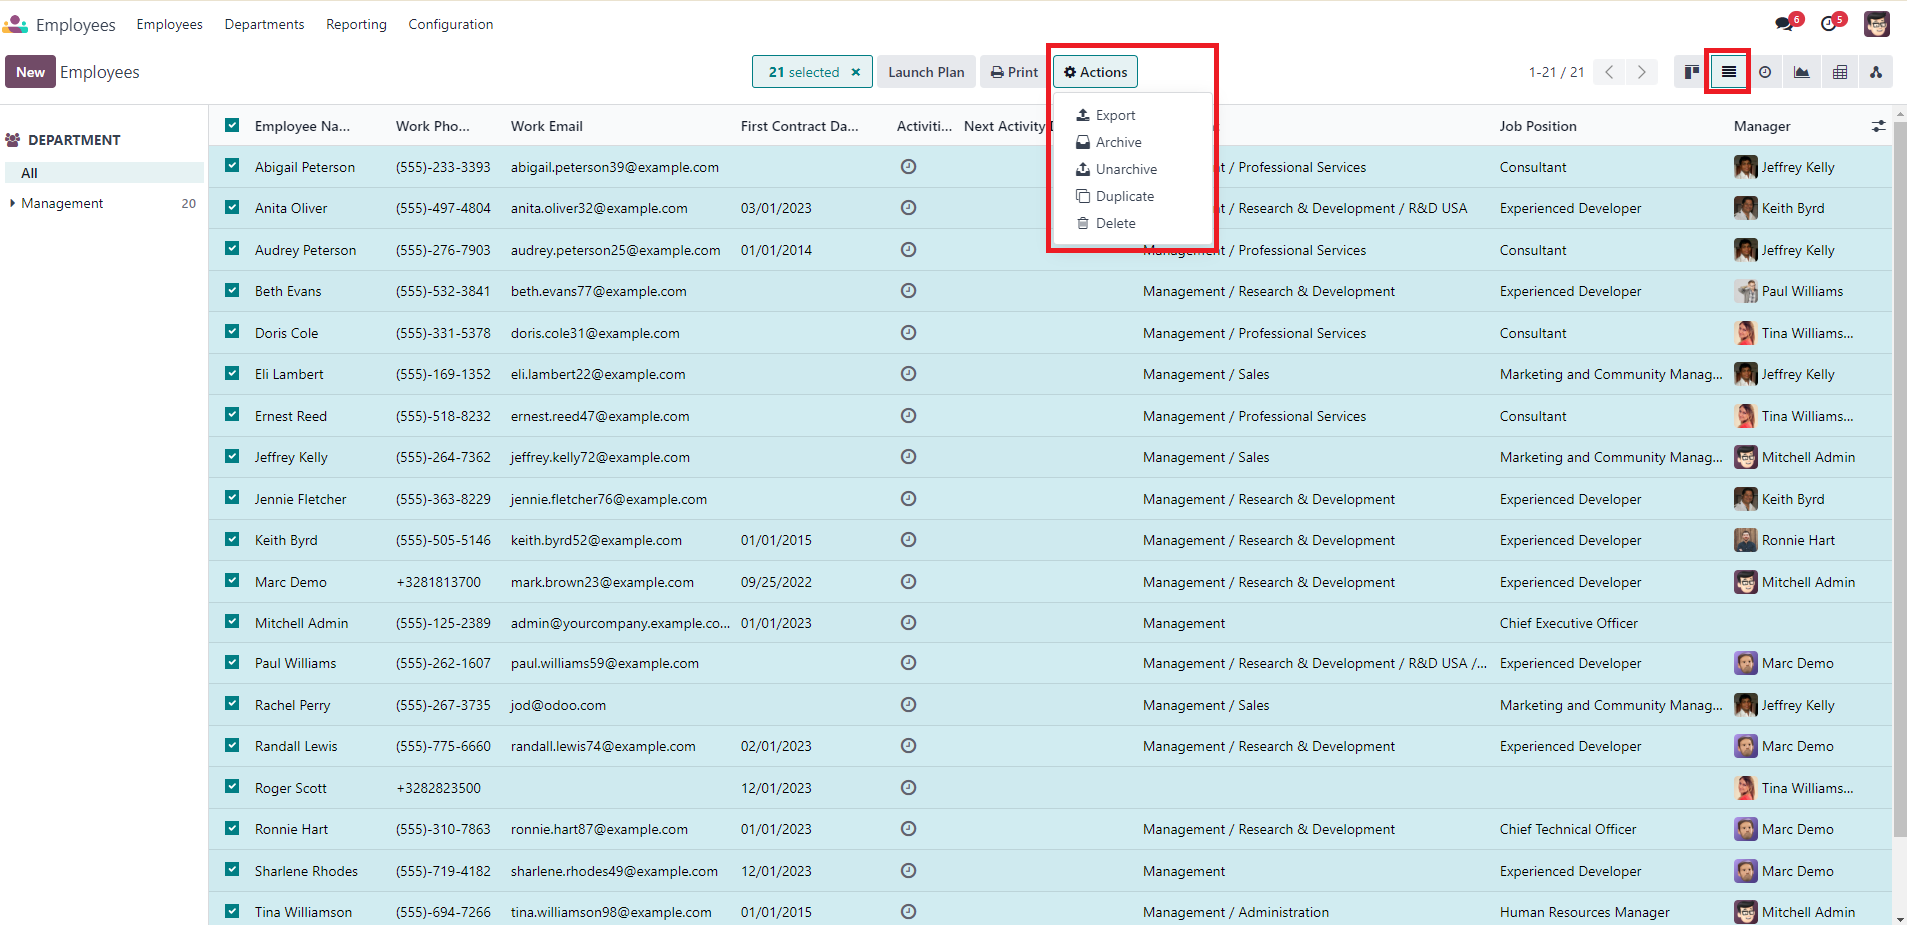 Employees Employees Departments Reporting Configuration 6 5
New Employees 21 selected × Launch Plan Print Actions 1-21 / 21
Export
Archive
Unarchive
Duplicate
Delete
DEPARTMENT
All
Management 20
Employee Na... Work Pho... Work Email First Contract Da... Activiti... Next Activity Job Position Manager
Abigail Peterson (555)-233-3393 abigail.peterson39@example.com t / Professional Services Consultant Jeffrey Kelly
Anita Oliver (555)-497-4804 anita.oliver32@example.com 03/01/2023 t / Research & Development / R&D USA Experienced Developer Keith Byrd
Audrey Peterson (555)-276-7903 audrey.peterson25@example.com 01/01/2014 Management / Professional Services Consultant Jeffrey Kelly
Beth Evans (555)-532-3841 beth.evans77@example.com Management / Research & Development Experienced Developer Paul Williams
Doris Cole (555)-331-5378 doris.cole31@example.com Management / Professional Services Consultant Tina Williams...
Eli Lambert (555)-169-1352 eli.lambert22@example.com Management / Sales Marketing and Community Manag... Jeffrey Kelly
Ernest Reed (555)-518-8232 ernest.reed47@example.com Management / Professional Services Consultant Tina Williams...
Jeffrey Kelly (555)-264-7362 jeffrey.kelly72@example.com Management / Sales Marketing and Community Manag... Mitchell Admin
Jennie Fletcher (555)-363-8229 jennie.fletcher76@example.com Management / Research & Development Experienced Developer Keith Byrd
Keith Byrd (555)-505-5146 keith.byrd52@example.com 01/01/2015 Management / Research & Development Experienced Developer Ronnie Hart
Marc Demo +3281813700 mark.brown23@example.com 09/25/2022 Management / Research & Development Experienced Developer Mitchell Admin
Mitchell Admin (555)-125-2389 admin@yourcompany.example.co... 01/01/2023 Management Chief Executive Officer
Paul Williams (555)-262-1607 paul.williams59@example.com Management / Research & Development / R&D USA /... Experienced Developer Marc Demo
Rachel Perry (555)-267-3735 jod@odoo.com Management / Sales Marketing and Community Manag... Jeffrey Kelly
Randall Lewis (555)-775-6660 randall.lewis74@example.com 02/01/2023 Management / Research & Development Experienced Developer Marc Demo
Roger Scott +3282823500 12/01/2023 Tina Williams...
Ronnie Hart (555)-310-7863 ronnie.hart87@example.com 01/01/2023 Management / Research & Development Chief Technical Officer Marc Demo
Sharlene Rhodes (555)-719-4182 sharlene.rhodes49@example.com 12/01/2023 Management Experienced Developer Marc Demo
Tina Williamson (555)-694-7266 tina.williamson98@example.com 01/01/2015 Management / Administration Human Resources Manager Mitchell Admin